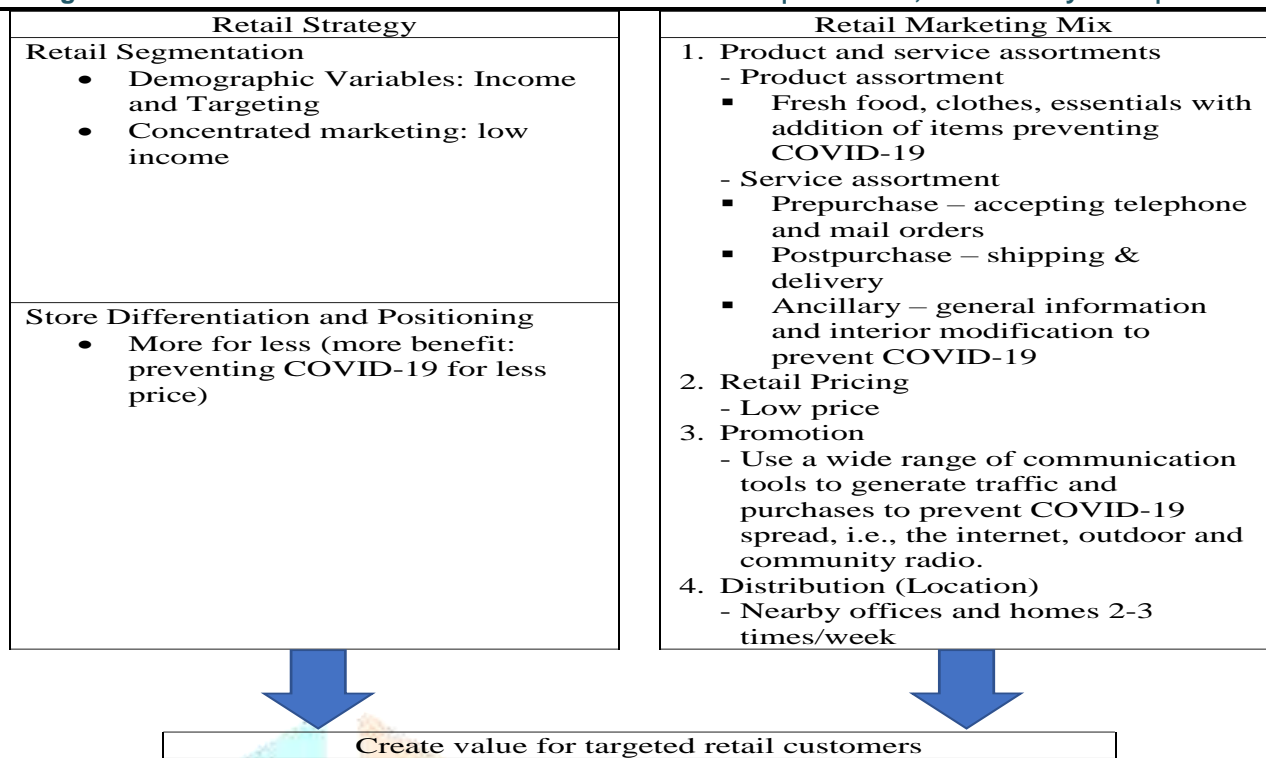 Retail Strategy
Retail Segmentation
● Demographic Variables: Income
and Targeting
● Concentrated marketing: low
income
Store Differentiation and Positioning
● More for less (more benefit:
preventing COVID-19 for less
price)
Retail Marketing Mix
1. Product and service assortments
- Product assortment
▪ Fresh food, clothes, essentials with
addition of items preventing
COVID-19
- Service assortment
▪ Prepurchase – accepting telephone
and mail orders
▪ Postpurchase – shipping &
delivery
▪ Ancillary – general information
and interior modification to
prevent COVID-19
2. Retail Pricing
- Low price
3. Promotion
- Use a wide range of communication
tools to generate traffic and
purchases to prevent COVID-19
spread, i.e., the internet, outdoor and
community radio.
4. Distribution (Location)
- Nearby offices and homes 2-3
times/week
Create value for targeted retail customers